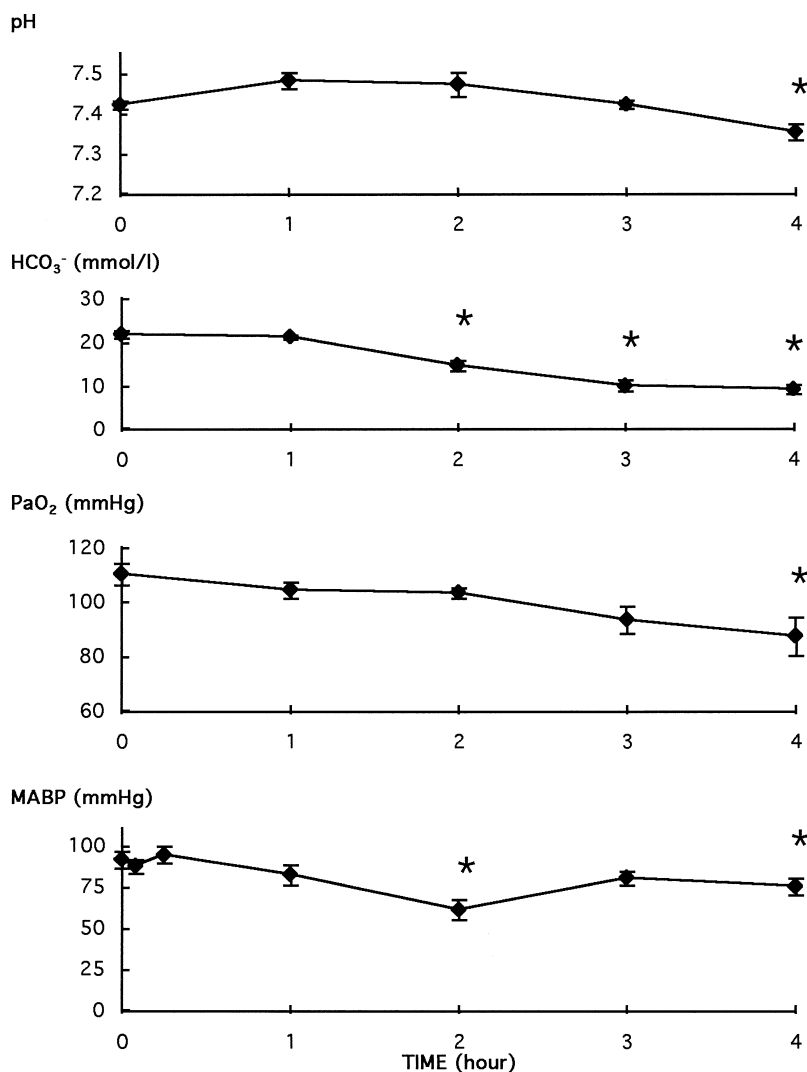 pH
7.5
*
7.4
7.3
7.2
0 1 2 3 4
HCO₃⁻ (mmol/l)
30
*
20 * *
10
0
0 1 2 3 4
PaO₂ (mmHg)
120
*
100
80
60
0 1 2 3 4
MABP (mmHg)
100 *
*
75
50
25
0
0 1 2 3 4
TIME (hour)